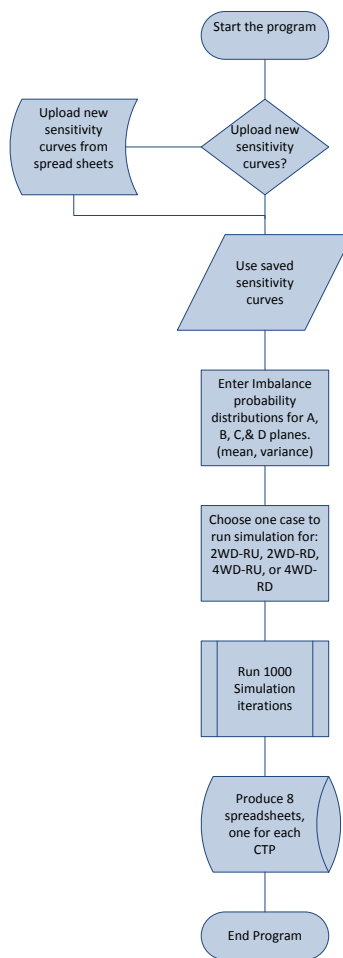 Start the program
Upload new
sensitivity
curves from
spread sheets
Upload new
sensitivity
curves?
Use saved
sensitivity
curves
Enter Imbalance
probability
distributions for A,
B, C,& D planes.
(mean, variance)
Choose one case to
run simulation for:
2WD-RU, 2WD-RD,
4WD-RU, or 4WD-
RD
Run 1000
Simulation
iterations
Produce 8
spreadsheets,
one for each
CTP
End Program